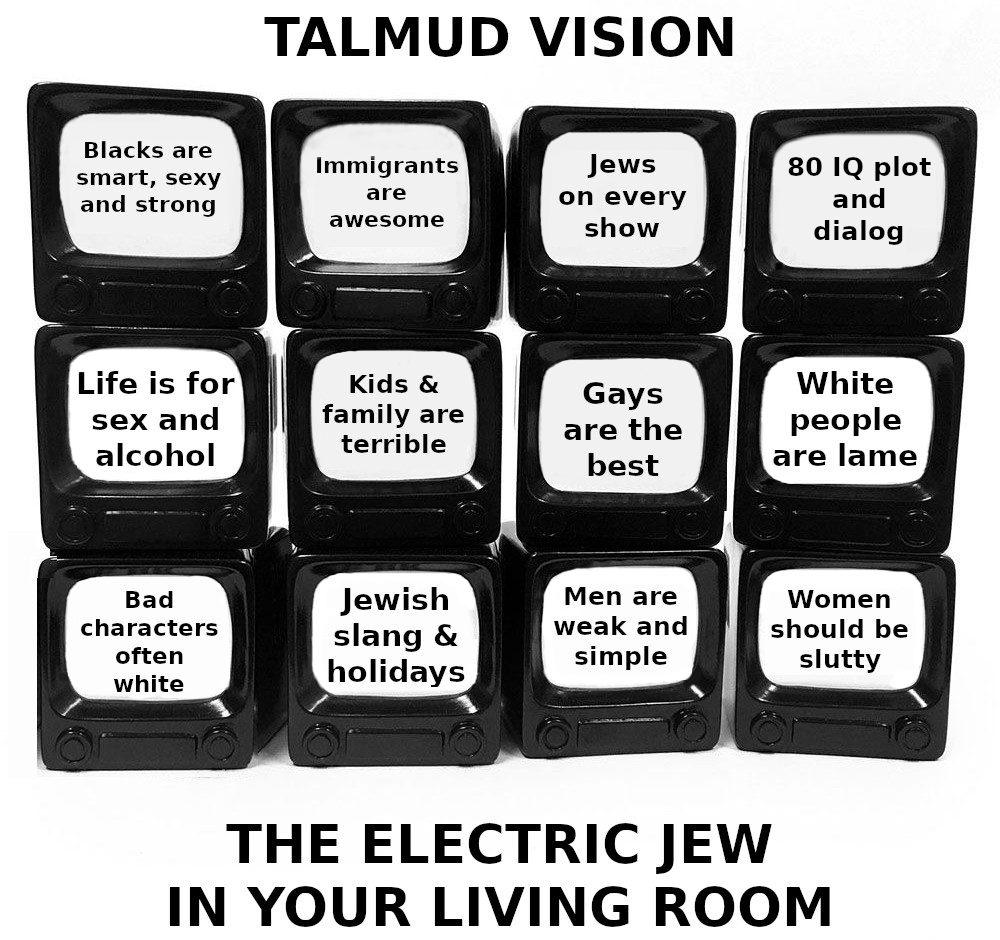 TALMUD VISION
Blacks are
smart, sexy
and strong
Immigrants
are
awesome
Jews
on every
show
80 IQ plot
and
dialog
Life is for
sex and
alcohol
Kids &
family are
terrible
Gays
are the
best
White
people
are lame
Bad
characters
often
white
Jewish
slang &
holidays
Men are
weak and
simple
Women
should be
slutty
THE ELECTRIC JEW
IN YOUR LIVING ROOM